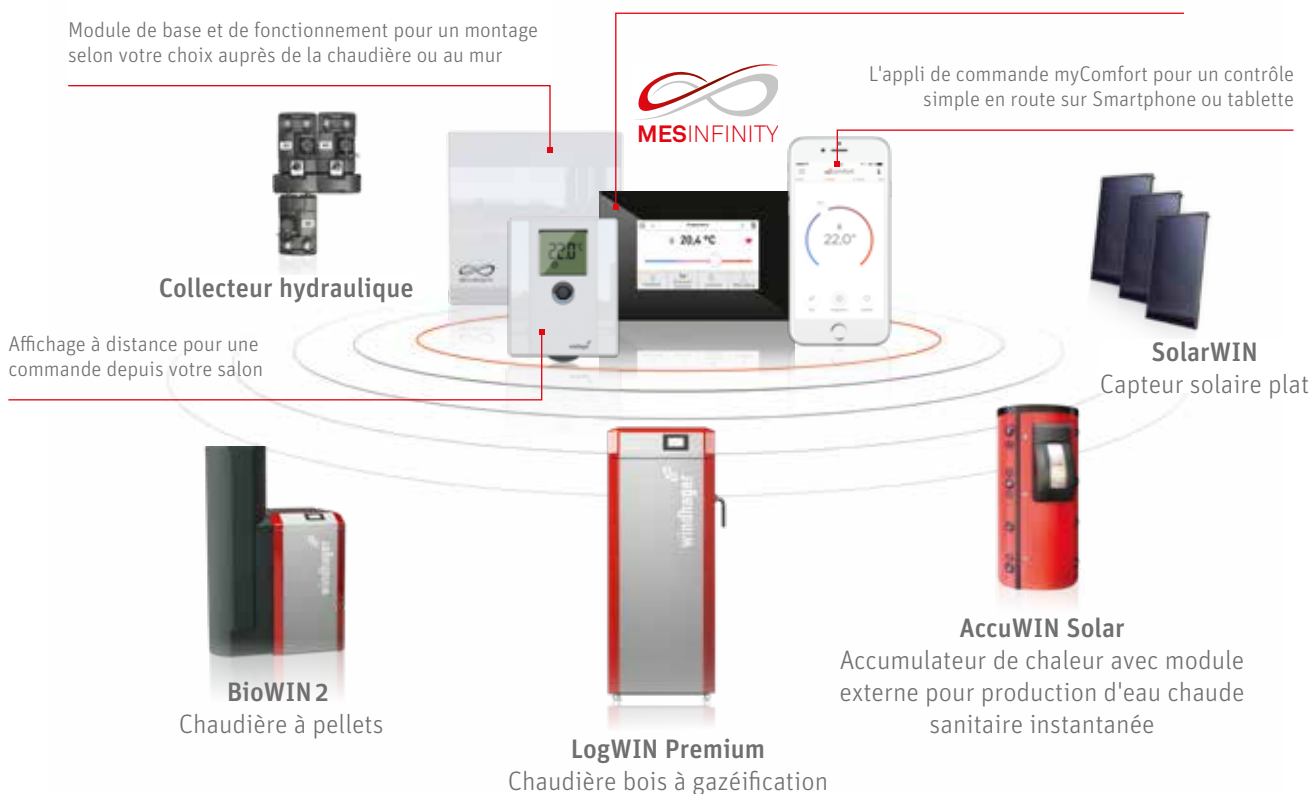 Module de base et de fonctionnement pour un montage
selon votre choix auprès de la chaudière ou au mur
L'appli de commande myComfort pour un contrôle
simple en route sur Smartphone ou tablette
MESINFINITY
Collecteur hydraulique
22.0°
20,4 °C
22,0°
windhager
Affichage à distance pour une
commande depuis votre salon
SolarWIN
Capteur solaire plat
windhager
windhager
BioWIN 2
Chaudière à pellets
LogWIN Premium
Chaudière bois à gazéification
AccuWIN Solar
Accumulateur de chaleur avec module
externe pour production d'eau chaude
sanitaire instantanée